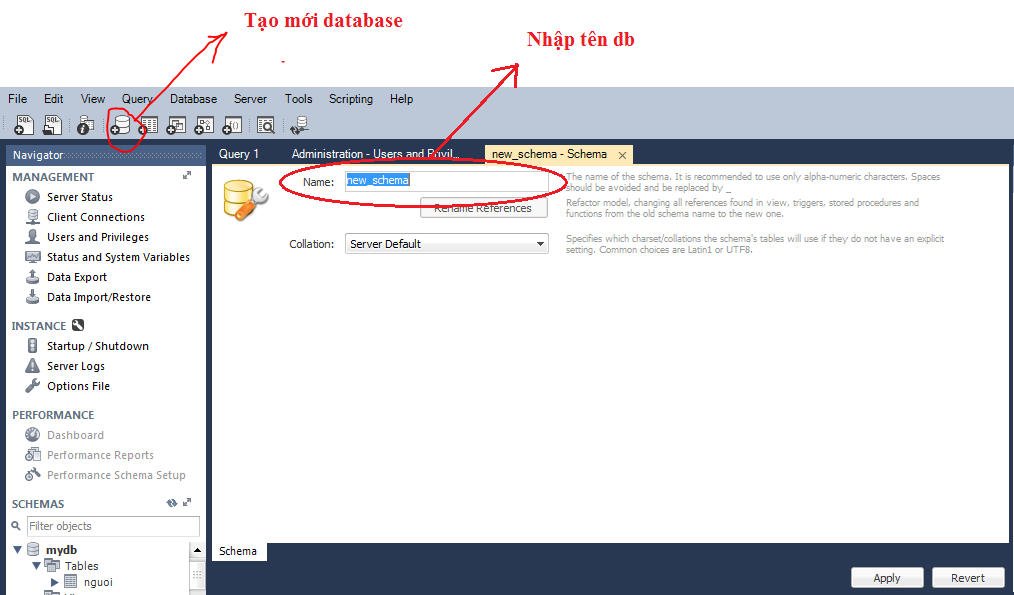 Tạo mới database
Nhập tên db
File Edit View Query Database Server Tools Scripting Help
SQL SQL
Navigator
Query 1 Administration - Users and Privil... new_schema - Schema
MANAGEMENT
Server Status
Client Connections
Users and Privileges
Status and System Variables
Data Export
Data Import/Restore
INSTANCE
Startup / Shutdown
Server Logs
Options File
PERFORMANCE
Dashboard
Performance Reports
Performance Schema Setup
SCHEMAS
Filter objects
mydb
Tables
nguoi
Name: new_schema
The name of the schema. It is recommended to use only alpha-numeric characters. Spaces
should be avoided and be replaced by _
Rename References
Refactor model, changing all references found in view, triggers, stored procedures and
functions from the old schema name to the new one.
Collation: Server Default
Specifies which charset/collations the schema's tables will use if they do not have an explicit
setting. Common choices are Latin1 or UTF8.
Schema
Apply Revert